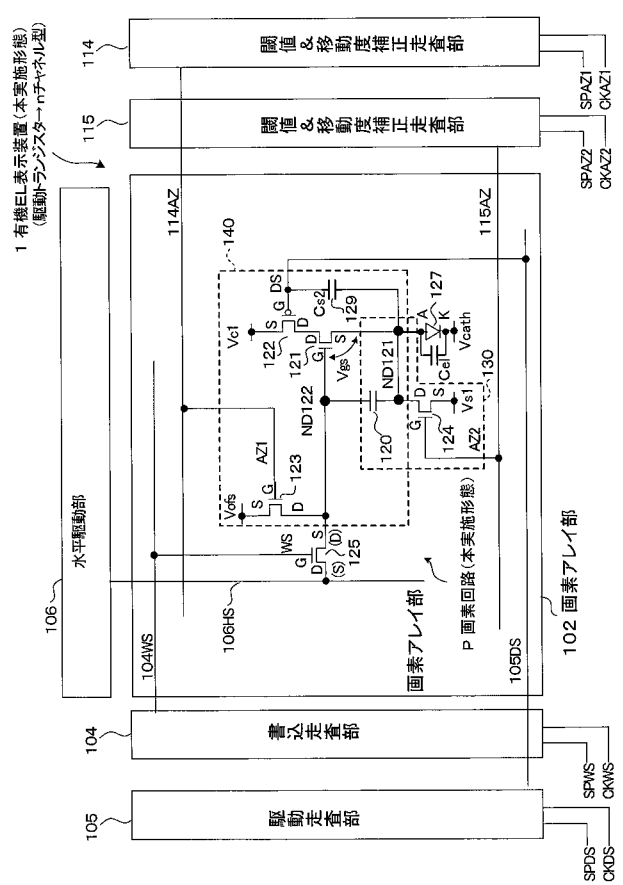 1 有機EL表示装置(本実施形態)
(駆動トランジスター→nチャネル型)
106
水平駆動部
114
閾値&移動度補正走査部
SPAZ1
CKAZ1
115
閾値&移動度補正走査部
SPAZ2
CKAZ2
104
書込走査部
SPWS
CKWS
105
駆動走査部
SPDS
CKDS
102 画素アレイ部
画素アレイ部
P 画素回路(本実施形態)
104WS
106HS
105DS
114AZ
115AZ
140
DS
G
S
D
122
Vc1
Cs2
129
D
G
S
121
Vgs
ND122
ND121
A
K
127
Cel
Vcath
130
120
D
G
S
124
Vs1
AZ2
AZ1
Vofs
S
G
D
123
WS
G
D
(S)
S
(D)
125